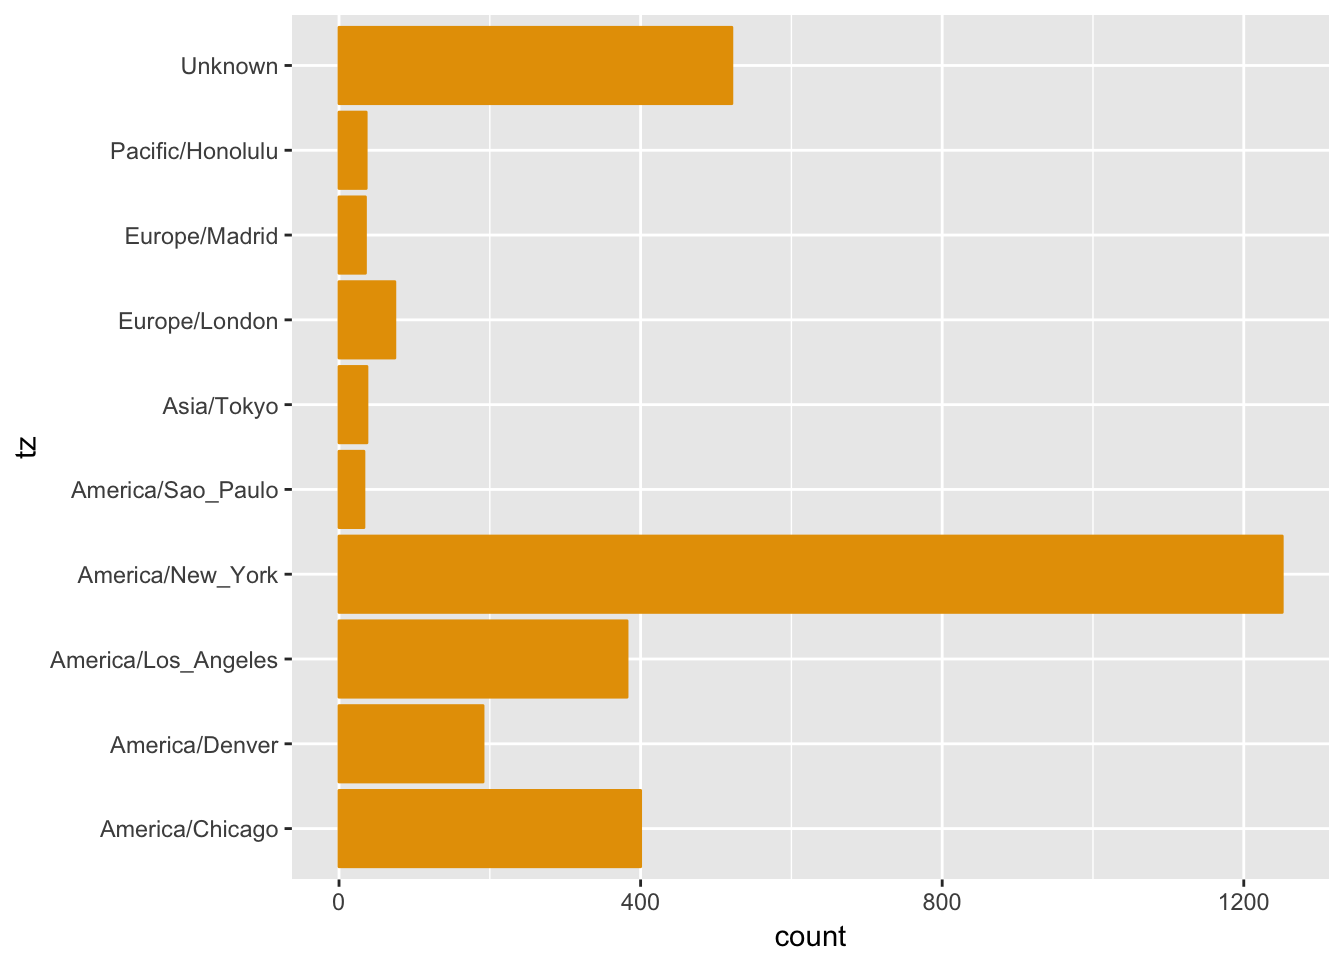 Unknown
Pacific/Honolulu
Europe/Madrid
Europe/London
Asia/Tokyo
America/Sao_Paulo
America/New_York
America/Los_Angeles
America/Denver
America/Chicago
tz
0 400 800 1200
count